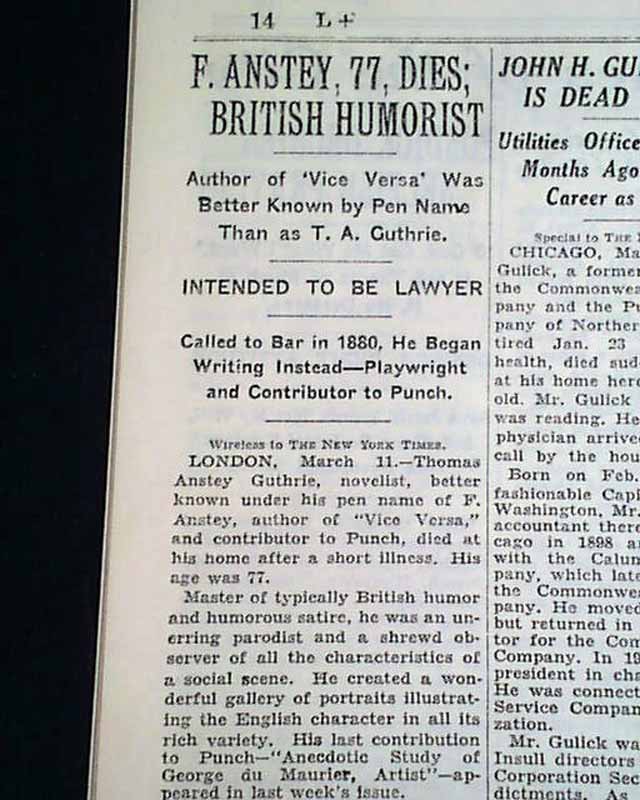 14 L+
F. ANSTEY, 77, DIES;
BRITISH HUMORIST
Author of 'Vice Versa' Was
Better Known by Pen Name
Than as T. A. Guthrie.
INTENDED TO BE LAWYER
Called to Bar in 1880, He Began
Writing Instead—Playwright
and Contributor to Punch.
Wireless to THE NEW YORK TIMES.
LONDON, March 11.—Thomas
Anstey Guthrie, novelist, better
known under his pen name of F.
Anstey, author of "Vice Versa,"
and contributor to Punch, died at
his home after a short illness. His
age was 77.
Master of typically British humor
and humorous satire, he was an un-
erring parodist and a shrewd ob-
server of all the characteristics of
a social scene. He created a won-
derful gallery of portraits illustrat-
ing the English character in all its
rich variety. His last contribution
to Punch—"Anecdotic Study of
George du Maurier, Artist"—ap-
peared in last week's issue.
JOHN H. GU
IS DEAD
Utilities Office
Months Ago
Career as
Special to THE
CHICAGO, Ma
Gulick, a former
the Commonwea
pany and the Pu
pany of Norther
tired Jan. 23
health, died sud
at his home here
old. Mr. Gulick
was reading. He
physician arrived
call by the hou
Born on Feb.
fashionable Capi
Washington, Mr.
accountant there
cago in 1898 a
with the Calum
pany, which late
the Commonwea
pany. He moved
but returned in
tor for the Com
Company. In 19
president in cha
He was connect
Service Compan
zation.
Mr. Gulick wa
Insull directors
Corporation Sec
dictments. As